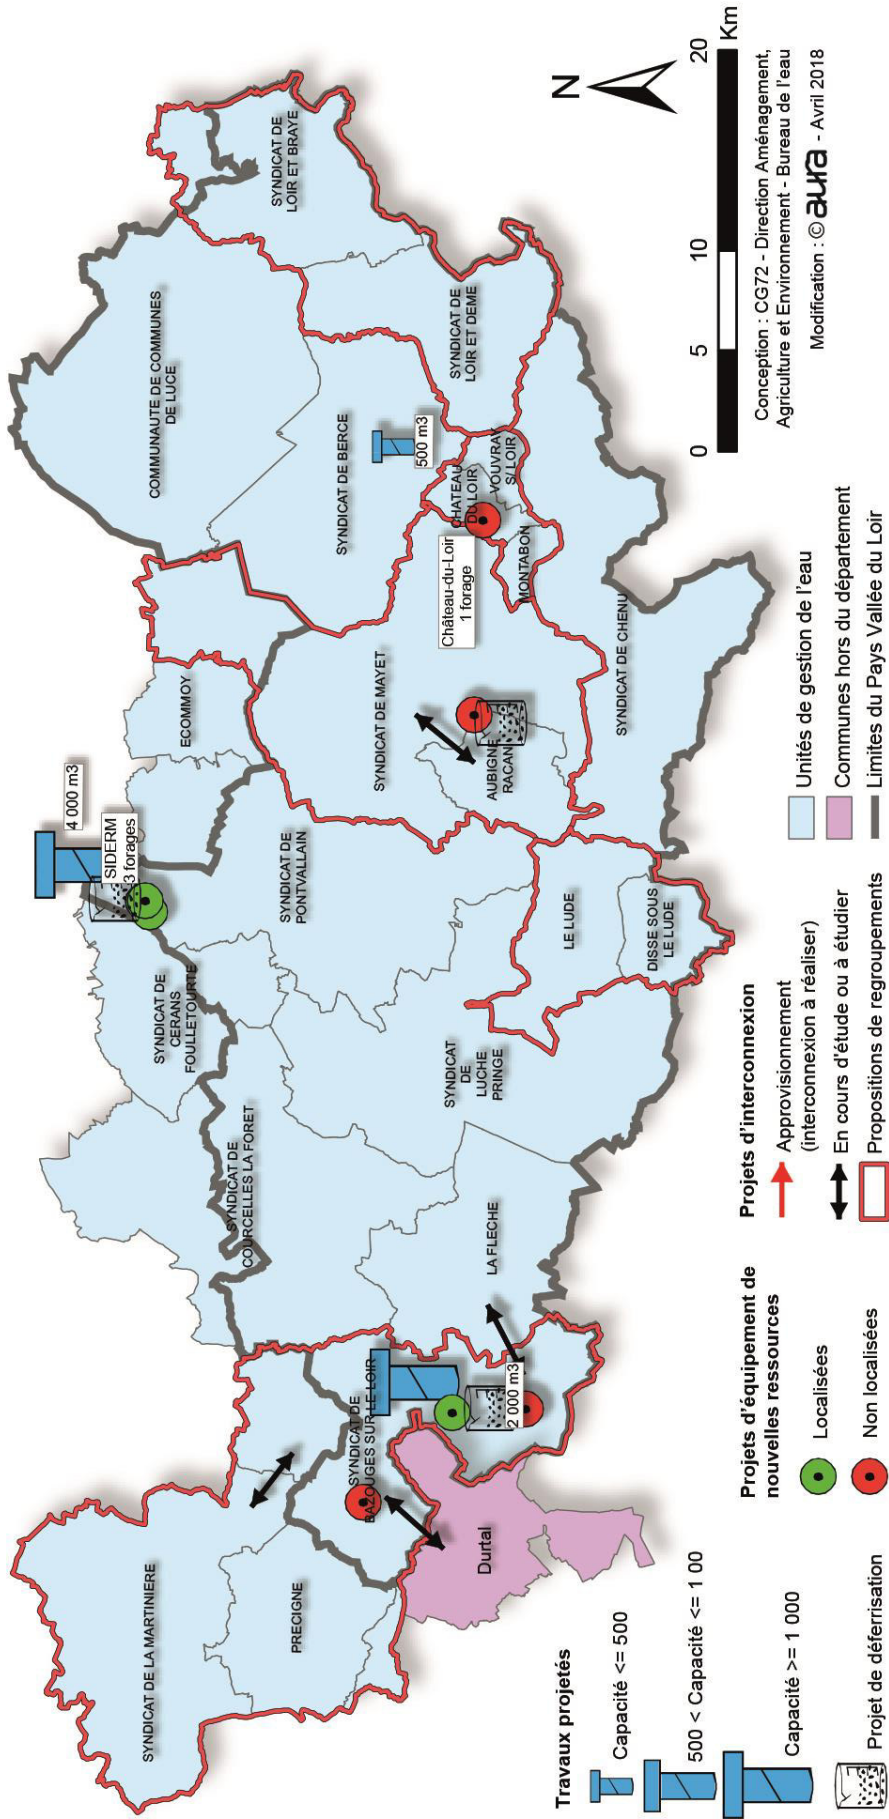 SYNDICAT DE LA MARTINIERE
PRECIGNE
SYNDICAT DE
BAZOUGES SUR LE LOIR
Durtal
2 000 m3
LA FLECHE
SYNDICAT DE
COURCELLES LA FORET
SYNDICAT DE
CERANS
FOULLETOURTE
4 000 m3
SIDERM
3 forages
SYNDICAT
DE
LUCHE
PRINGE
SYNDICAT DE
PONTVALLAIN
LE LUDE
DISSE SOUS
LE LUDE
ECOMMOY
SYNDICAT DE MAYET
AUBIGNE
RACAN
SYNDICAT DE CHENU
Château-du-Loir
1 forage
CHATEAU
DU LOIR
VOUVRAY
S/ LOIR
MONTABON
SYNDICAT DE BERCE
500 m3
COMMUNAUTE DE COMMUNES
DE LUCE
SYNDICAT DE
LOIR ET DEME
SYNDICAT DE
LOIR ET BRAYE
N
0 5 10 20
Km
Conception : CG72 - Direction Aménagement,
Agriculture et Environnement - Bureau de l'eau
Modification : © aura - Avril 2018
Travaux projetés
Capacité <= 500
500 < Capacité <= 1 00
Capacité >= 1 000
Projet de déferrisation
Projets d'équipement de
nouvelles ressources
Localisées
Non localisées
Projets d'interconnexion
Approvisionnement
(interconnexion à réaliser)
En cours d'étude ou à étudier
Propositions de regroupements
Unités de gestion de l'eau
Communes hors du département
Limites du Pays Vallée du Loir